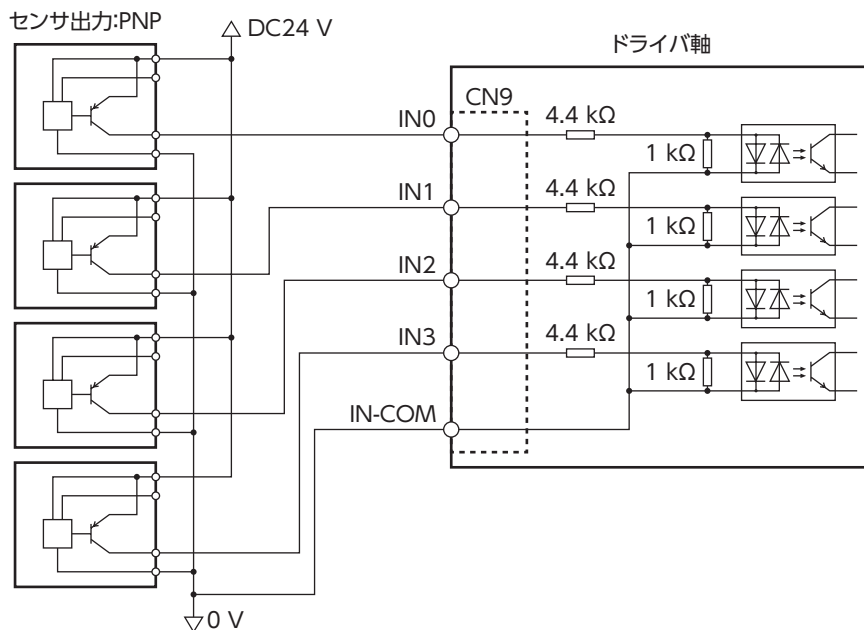 センサ出力:PNP
DC24 V
ドライバ軸
CN9
IN0
4.4 kΩ
1 kΩ
IN1
4.4 kΩ
1 kΩ
IN2
4.4 kΩ
1 kΩ
IN3
4.4 kΩ
1 kΩ
IN-COM
0 V